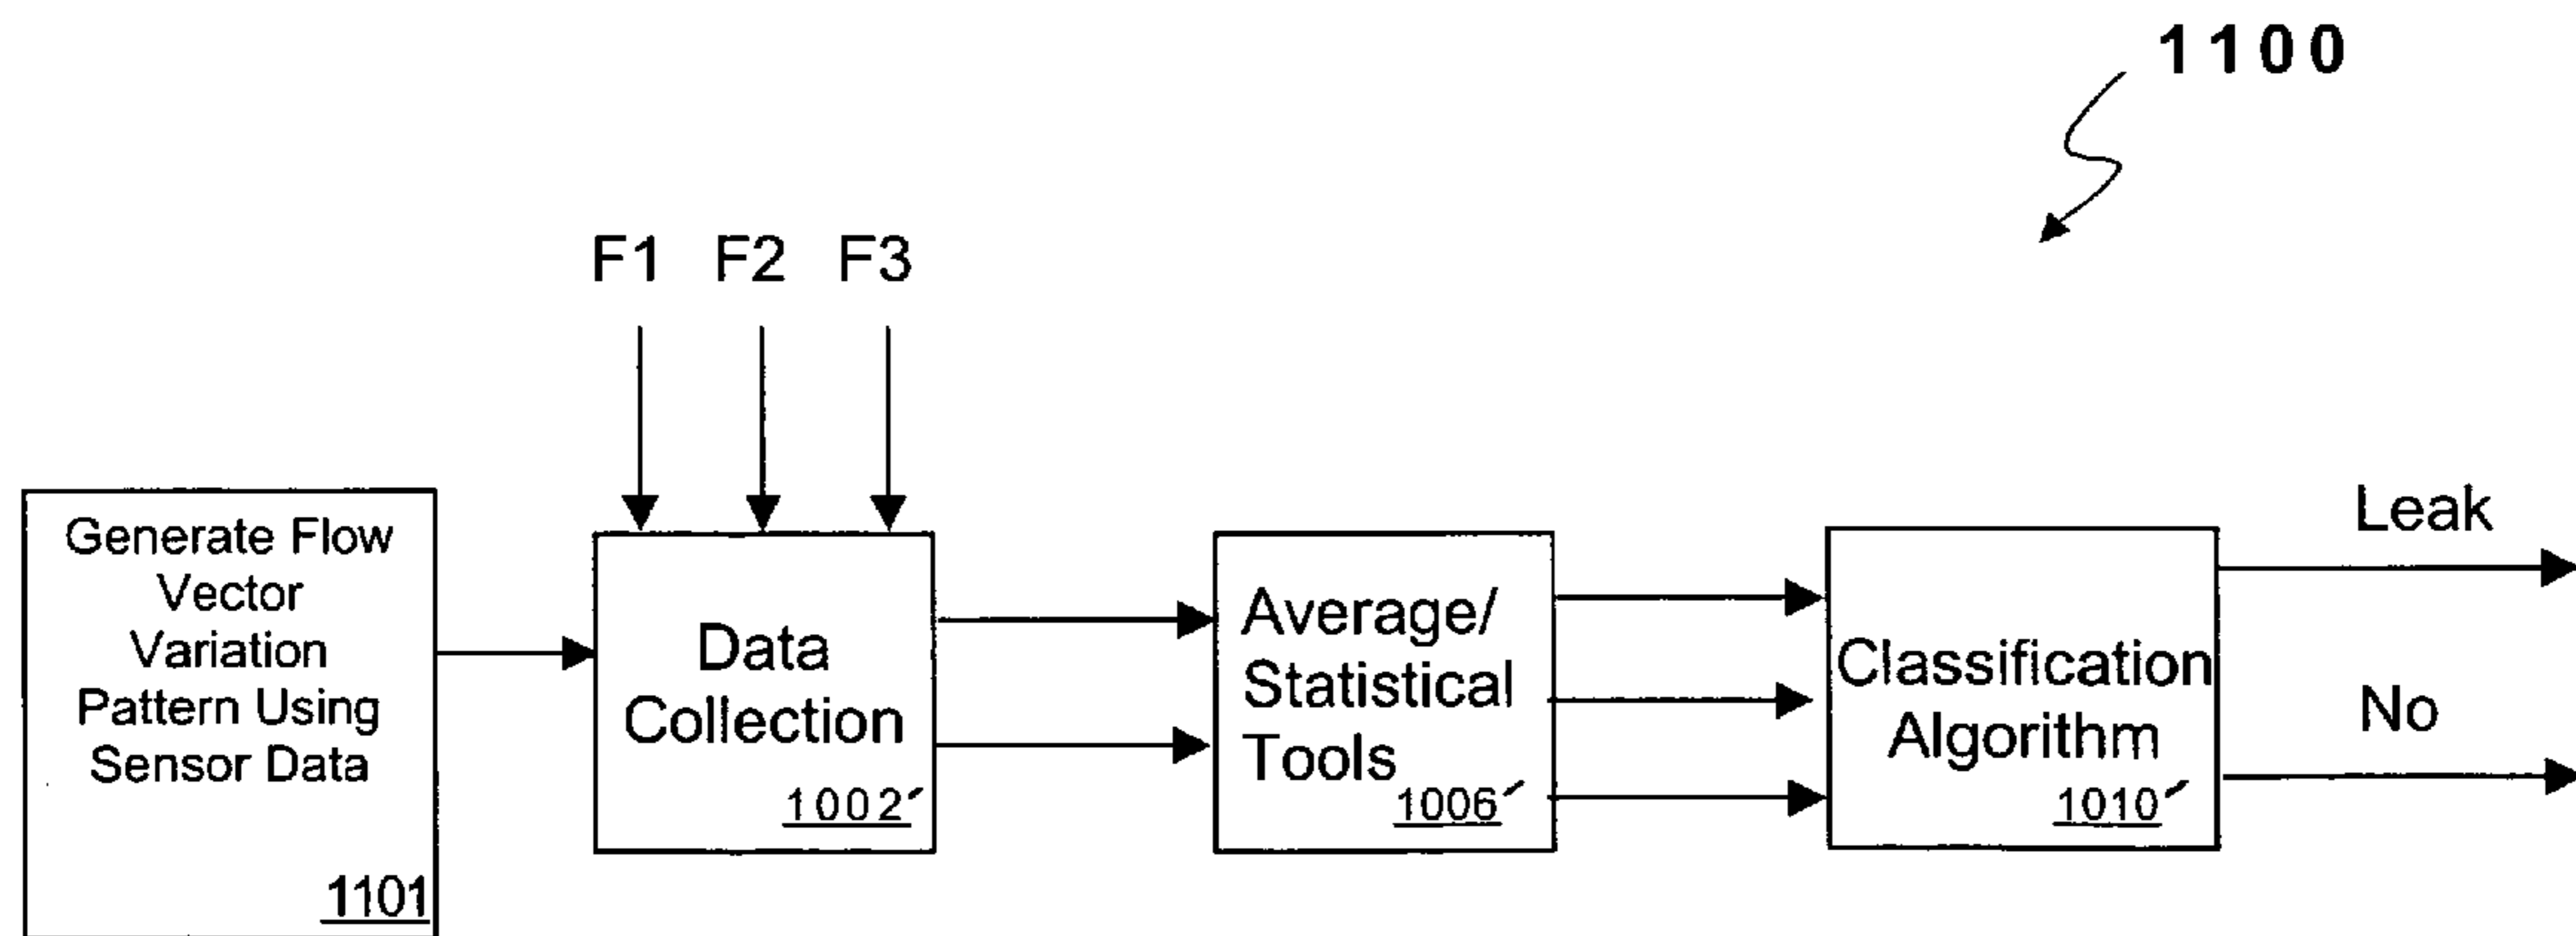 1100
F1 F2 F3
Generate Flow
Vector
Variation
Pattern Using
Sensor Data
1101
Data
Collection
1002´
Average/
Statistical
Tools
1006´
Classification
Algorithm
1010´
Leak
No